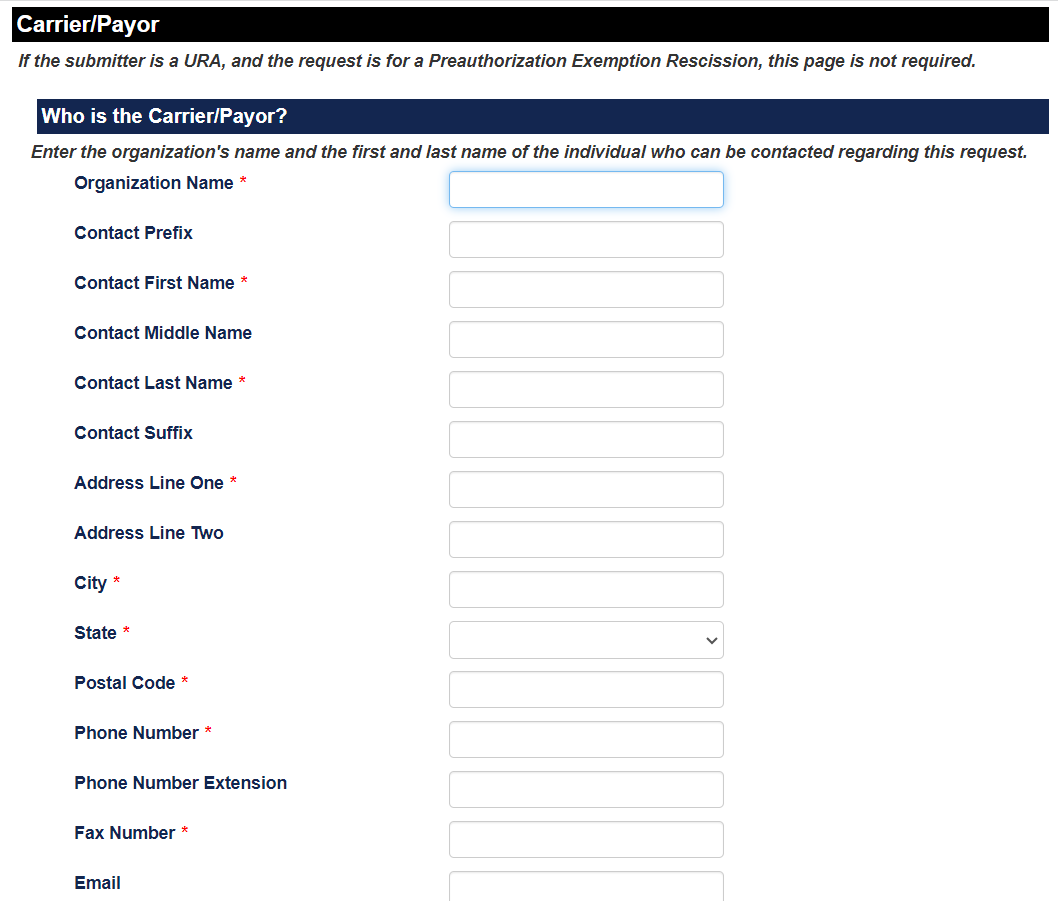 Carrier/Payor
If the submitter is a URA, and the request is for a Preauthorization Exemption Rescission, this page is not required.
Who is the Carrier/Payor?
Enter the organization's name and the first and last name of the individual who can be contacted regarding this request.
Organization Name *
Contact Prefix
Contact First Name *
Contact Middle Name
Contact Last Name *
Contact Suffix
Address Line One *
Address Line Two
City *
State *
Postal Code *
Phone Number *
Phone Number Extension
Fax Number *
Email